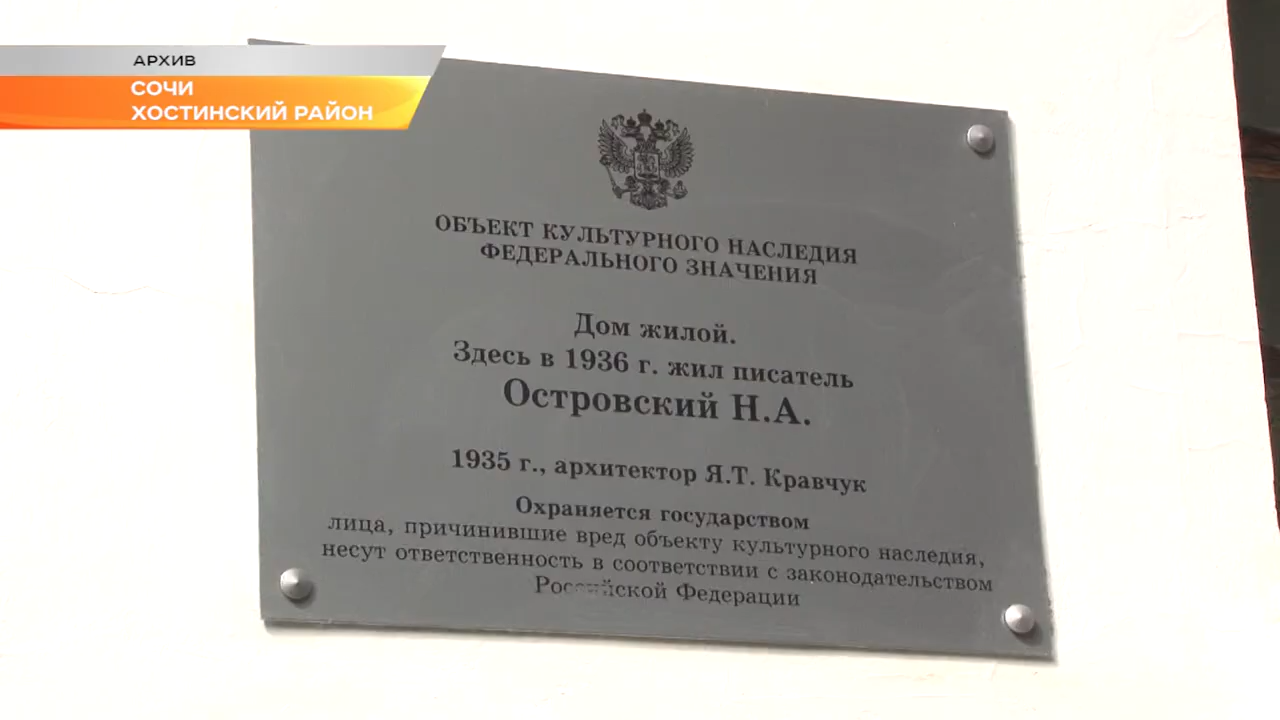 АРХИВ
СОЧИ
ХОСТИНСКИЙ РАЙОН
ОБЪЕКТ КУЛЬТУРНОГО НАСЛЕДИЯ
ФЕДЕРАЛЬНОГО ЗНАЧЕНИЯ
Дом жилой.
Здесь в 1936 г. жил писатель
Островский Н.А.
1935 г., архитектор Я.Т. Кравчук
Охраняется государством
лица, причинившие вред объекту культурного наследия,
несут ответственность в соответствии с законодательством
Российской Федерации